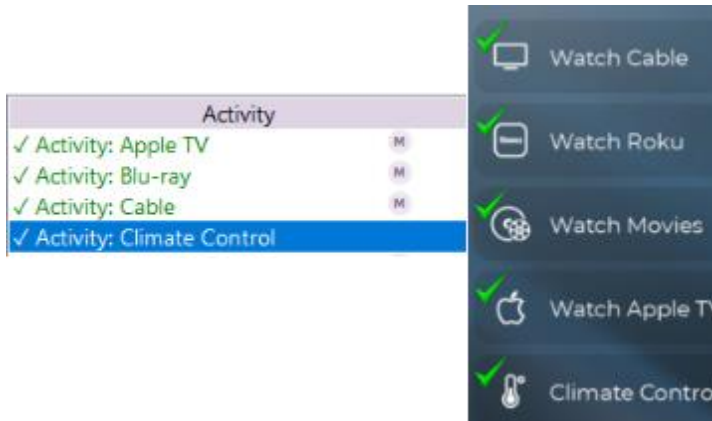 Activity
✓ Activity: Apple TV M
✓ Activity: Blu-ray M
✓ Activity: Cable M
✓ Activity: Climate Control
Watch Cable
Watch Roku
Watch Movies
Watch Apple TV
Climate Contro